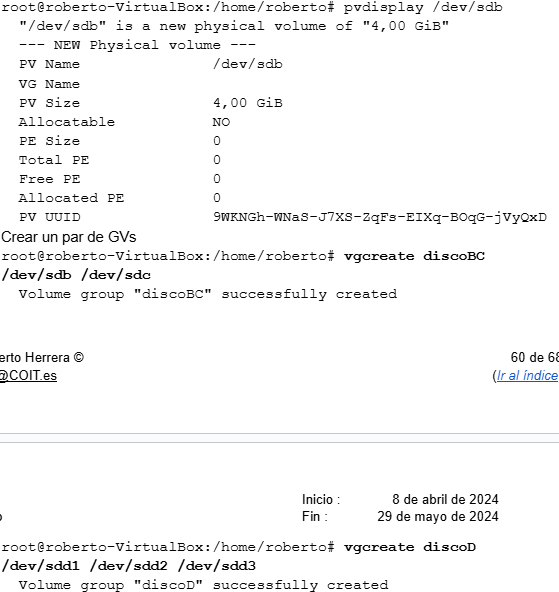 root@roberto-VirtualBox:/home/roberto# pvdisplay /dev/sdb
"/dev/sdb" is a new physical volume of "4,00 GiB"
--- NEW Physical volume ---
PV Name /dev/sdb
VG Name
PV Size 4,00 GiB
Allocatable NO
PE Size 0
Total PE 0
Free PE 0
Allocated PE 0
PV UUID 9WKNGh-WNaS-J7XS-ZqFs-EIXq-BOqG-jVyQxD
Crear un par de GVs
root@roberto-VirtualBox:/home/roberto# vgcreate discoBC
/dev/sdb /dev/sdc
Volume group "discoBC" successfully created
erto Herrera © 60 de 68
@COIT.es (Ir al índice
Inicio : 8 de abril de 2024
o Fin : 29 de mayo de 2024
root@roberto-VirtualBox:/home/roberto# vgcreate discoD
/dev/sdd1 /dev/sdd2 /dev/sdd3
Volume group "discoD" successfully created